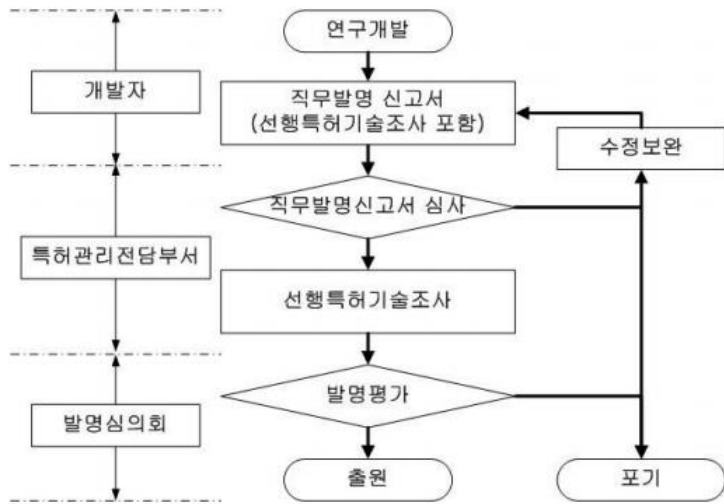 연구개발
개발자
직무발명 신고서
(선행특허기술조사 포함)
수정보완
직무발명신고서 심사
특허관리전담부서
선행특허기술조사
발명평가
발명심의회
출원
포기